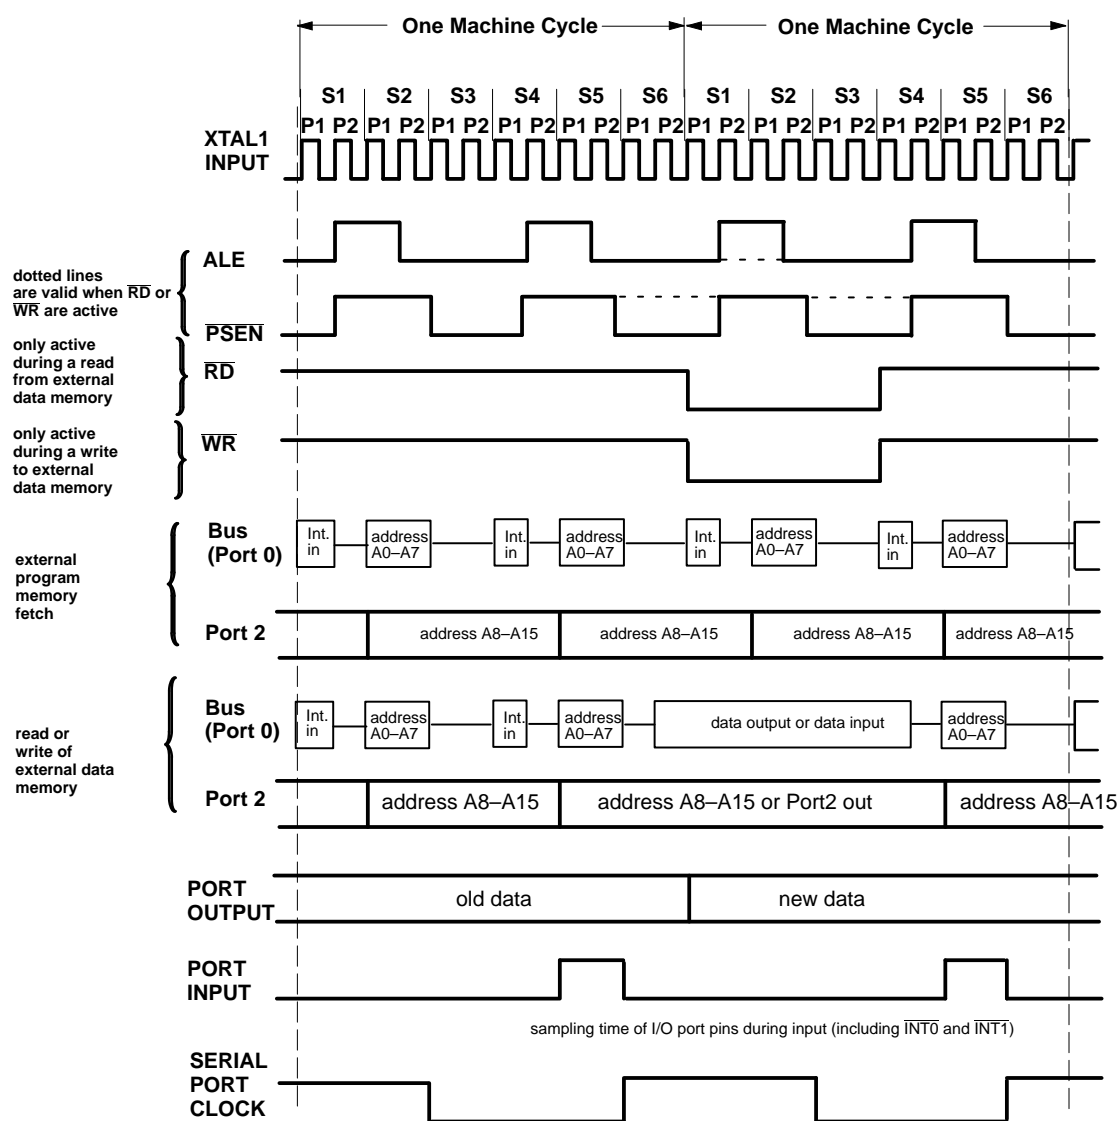 One Machine Cycle One Machine Cycle
S1 S2 S3 S4 S5 S6 S1 S2 S3 S4 S5 S6
P1 P2 P1 P2 P1 P2 P1 P2 P1 P2 P1 P2 P1 P2 P1 P2 P1 P2 P1 P2 P1 P2 P1 P2
XTAL1
INPUT
ALE
dotted lines
are valid when RD or
WR are active
PSEN
only active
during a read
from external
data memory
RD
only active
during a write
to external
data memory
WR
external
program
memory
fetch
Bus
(Port 0)
Int.
in
address
A0–A7
Int.
in
address
A0–A7
Int.
in
address
A0–A7
Int.
in
address
A0–A7
Port 2
address A8–A15 address A8–A15 address A8–A15 address A8–A15
read or
write of
external data
memory
Bus
(Port 0)
Int.
in
address
A0–A7
Int.
in
address
A0–A7
data output or data input
address
A0–A7
Port 2
address A8–A15 address A8–A15 or Port2 out address A8–A15
PORT
OUTPUT
old data new data
PORT
INPUT
sampling time of I/O port pins during input (including INT0 and INT1)
SERIAL
PORT
CLOCK